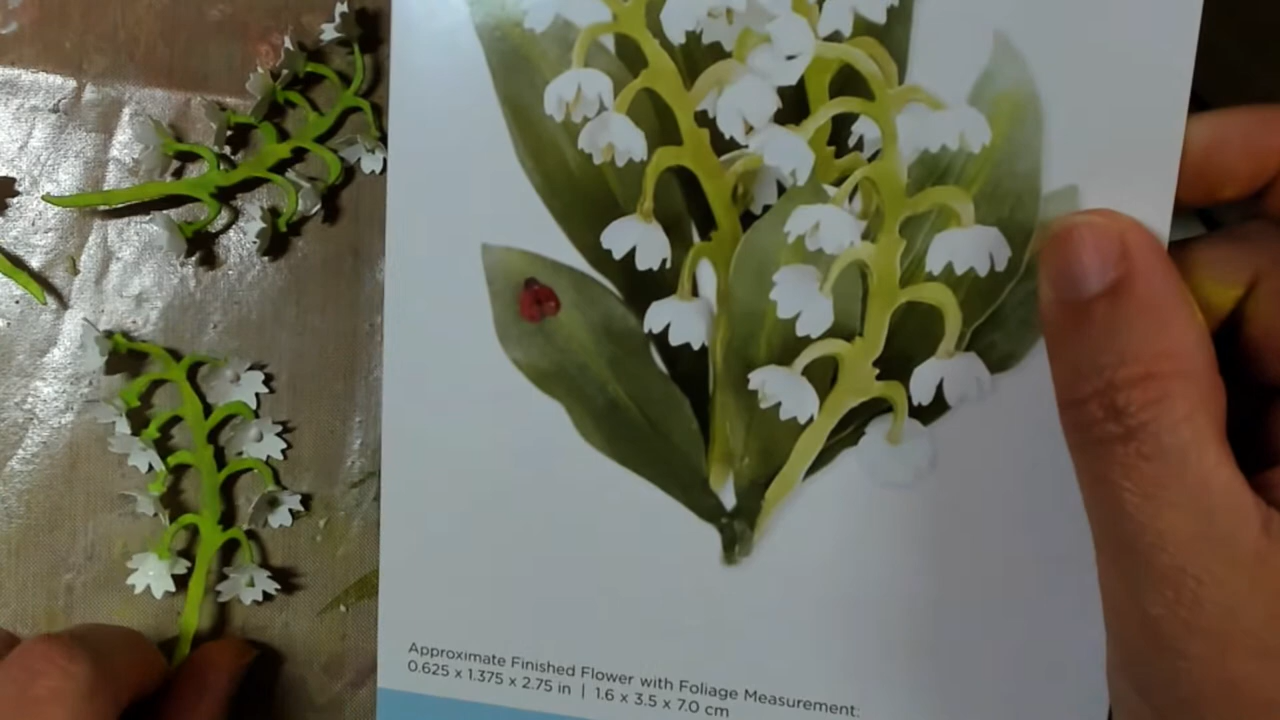 Approximate Finished Flower with Foliage Measurement:
0.625 x 1.375 x 2.75 in | 1.6 x 3.5 x 7.0 cm